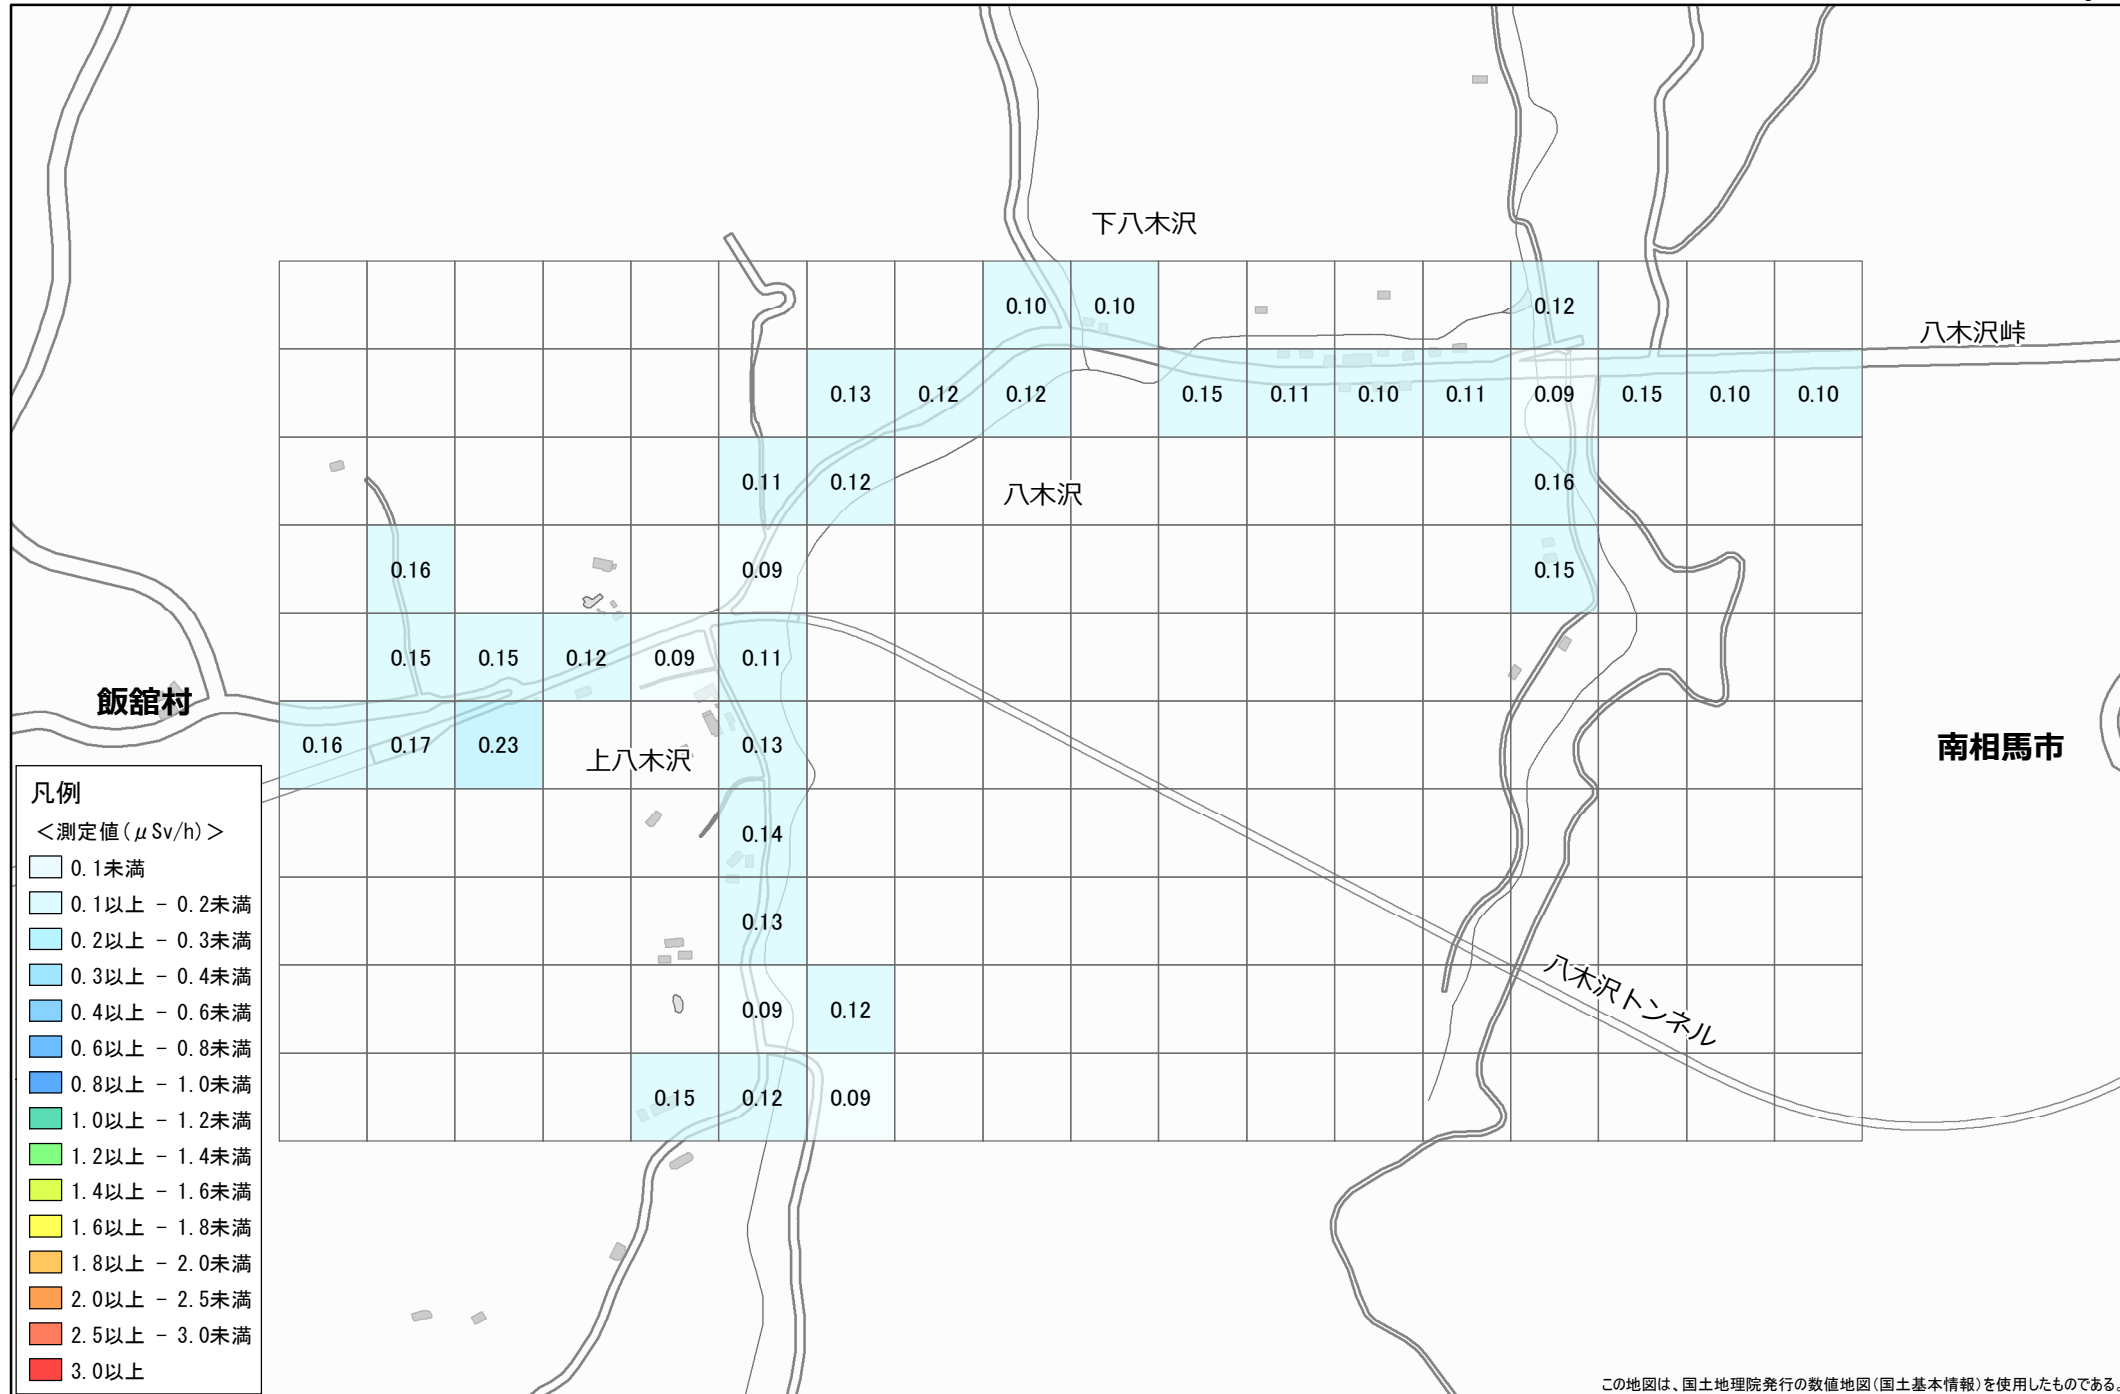 下八木沢
0.10 0.10 0.12
八木沢峠
0.13 0.12 0.12 0.15 0.11 0.10 0.11 0.09 0.15 0.10 0.10
0.11 0.12 0.16
八木沢
0.16 0.09 0.15
0.15 0.15 0.12 0.09 0.11
飯舘村
0.16 0.17 0.23 0.13
上八木沢
南相馬市
0.14
0.13
0.09 0.12
八木沢トンネル
0.15 0.12 0.09
凡例
＜測定値(μSv/h)＞
0.1未満
0.1以上 - 0.2未満
0.2以上 - 0.3未満
0.3以上 - 0.4未満
0.4以上 - 0.6未満
0.6以上 - 0.8未満
0.8以上 - 1.0未満
1.0以上 - 1.2未満
1.2以上 - 1.4未満
1.4以上 - 1.6未満
1.6以上 - 1.8未満
1.8以上 - 2.0未満
2.0以上 - 2.5未満
2.5以上 - 3.0未満
3.0以上
この地図は、国土地理院発行の数値地図(国土基本情報)を使用したものである。